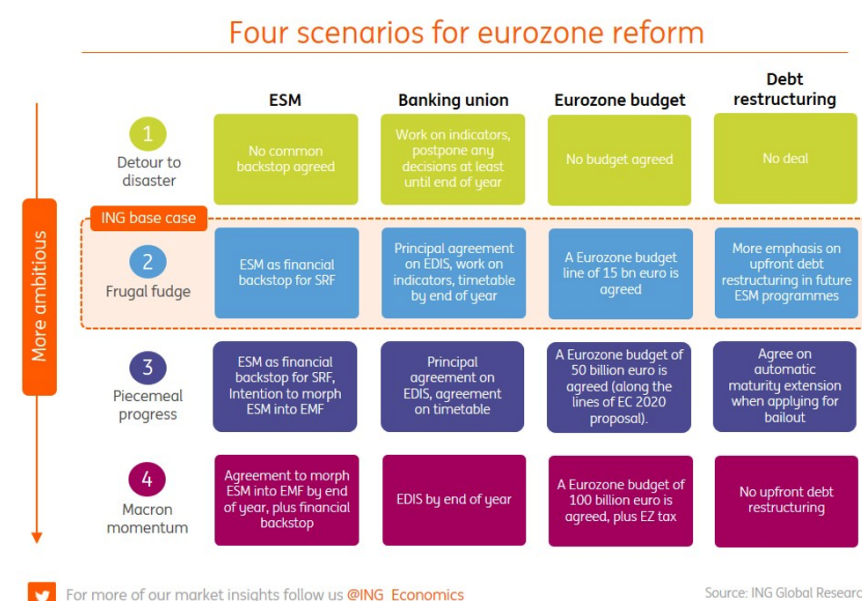 Four scenarios for eurozone reform
ESM
Banking union
Eurozone budget
Debt
restructuring
More ambitious
1
Detour to
disaster
No common
backstop agreed
Work on indicators,
postpone any
decisions at least
until end of year
No budget agreed
No deal
ING base case
2
Frugal fudge
ESM as financial
backstop for SRF
Principal agreement
on EDIS, work on
indicators, timetable
by end of year
A Eurozone budget
line of 15 bn euro is
agreed
More emphasis on
upfront debt
restructuring in future
ESM programmes
3
Piecemeal
progress
ESM as financial
backstop for SRF,
Intention to morph
ESM into EMF
Principal
agreement on
EDIS, agreement
on timetable
A Eurozone budget of
50 billion euro is
agreed (along the
lines of EC 2020
proposal).
Agree on
automatic
maturity extension
when applying for
bailout
4
Macron
momentum
Agreement to morph
ESM into EMF by end
of year, plus financial
backstop
EDIS by end of year
A Eurozone budget of
100 billion euro is
agreed, plus EZ tax
No upfront debt
restructuring
For more of our market insights follow us @ING_Economics
Source: ING Global Researc